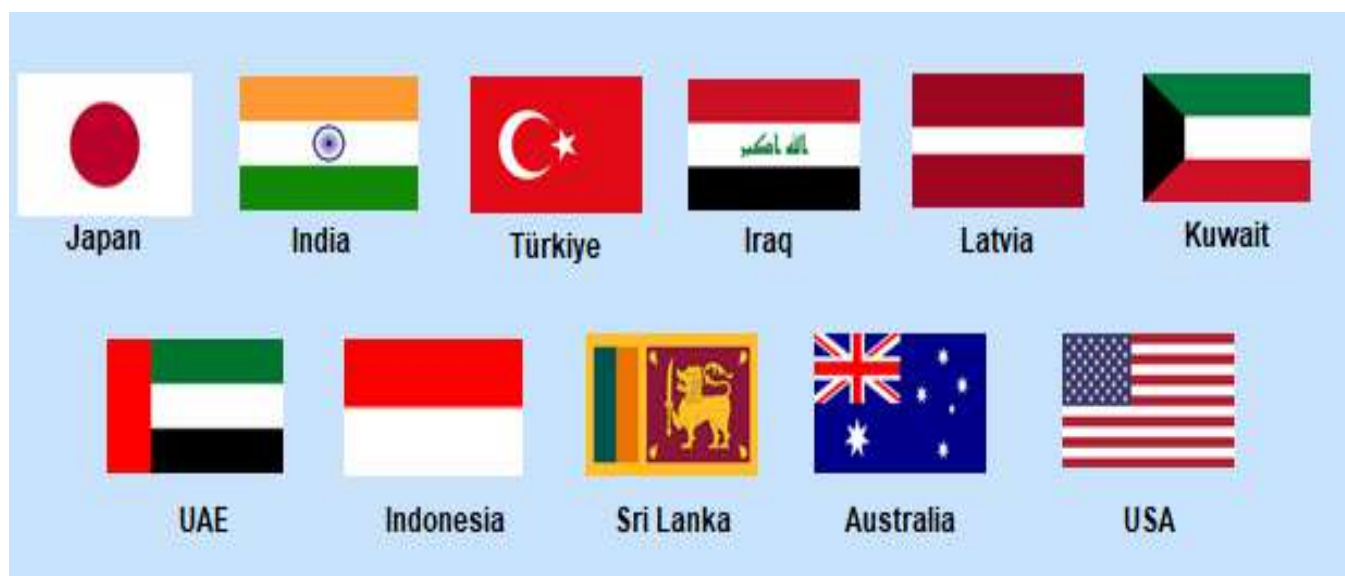 الله اكبر
Japan India Türkiye Iraq Latvia Kuwait
UAE Indonesia Sri Lanka Australia USA